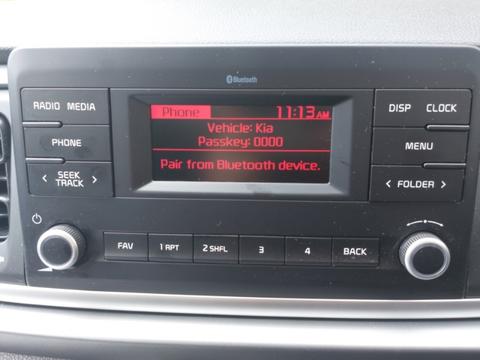 Bluetooth
RADIO MEDIA
PHONE
< SEEK TRACK >
Phone 11:13 AM
Vehicle: Kia
Passkey: 0000
Pair from Bluetooth device.
DISP CLOCK
MENU
< FOLDER >
FAV 1 RPT 2 SHFL 3 4 BACK